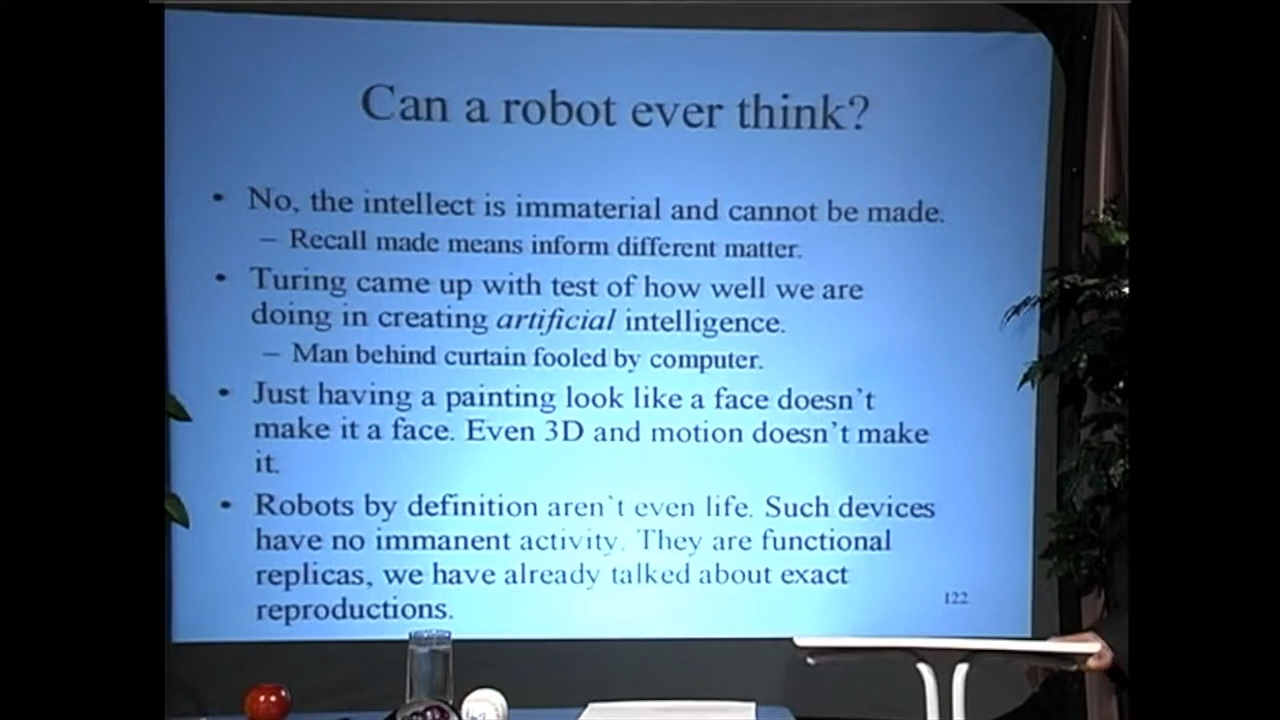 Can a robot ever think?
• No, the intellect is immaterial and cannot be made.
– Recall made means inform different matter.
• Turing came up with test of how well we are
doing in creating artificial intelligence.
– Man behind curtain fooled by computer.
• Just having a painting look like a face doesn't
make it a face. Even 3D and motion doesn't make
it.
• Robots by definition aren't even life. Such devices
have no immanent activity. They are functional
replicas, we have already talked about exact
reproductions.
122